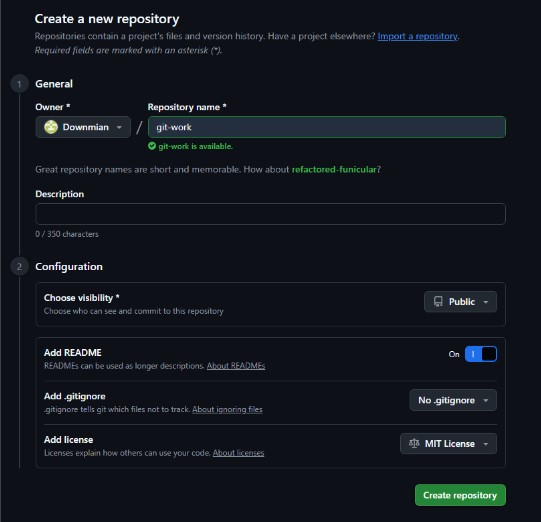 Create a new repository
Repositories contain a project's files and version history. Have a project elsewhere? Import a repository.
Required fields are marked with an asterisk (*).
1 General
Owner * Repository name *
Downmian / git-work
git-work is available.
Great repository names are short and memorable. How about refactored-funicular?
Description
0 / 350 characters
2 Configuration
Choose visibility * Public
Choose who can see and commit to this repository
Add README On
READMEs can be used as longer descriptions. About READMEs
Add .gitignore No .gitignore
.gitignore tells git which files not to track. About ignoring files
Add license MIT License
Licenses explain how others can use your code. About licenses
Create repository